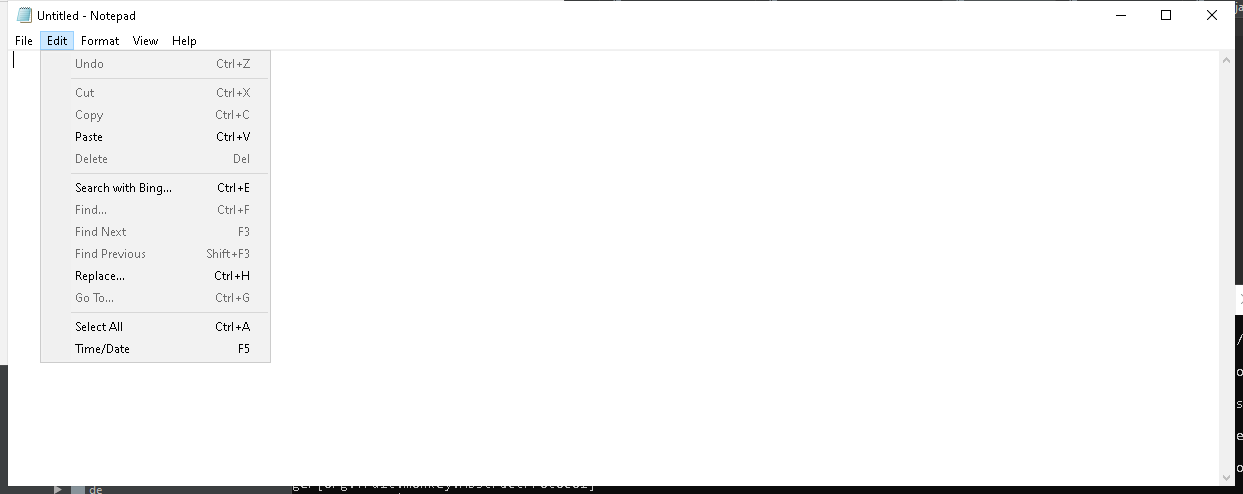 Untitled - Notepad
File Edit Format View Help
Undo Ctrl+Z
Cut Ctrl+X
Copy Ctrl+C
Paste Ctrl+V
Delete Del
Search with Bing... Ctrl+E
Find... Ctrl+F
Find Next F3
Find Previous Shift+F3
Replace... Ctrl+H
Go To... Ctrl+G
Select All Ctrl+A
Time/Date F5
de